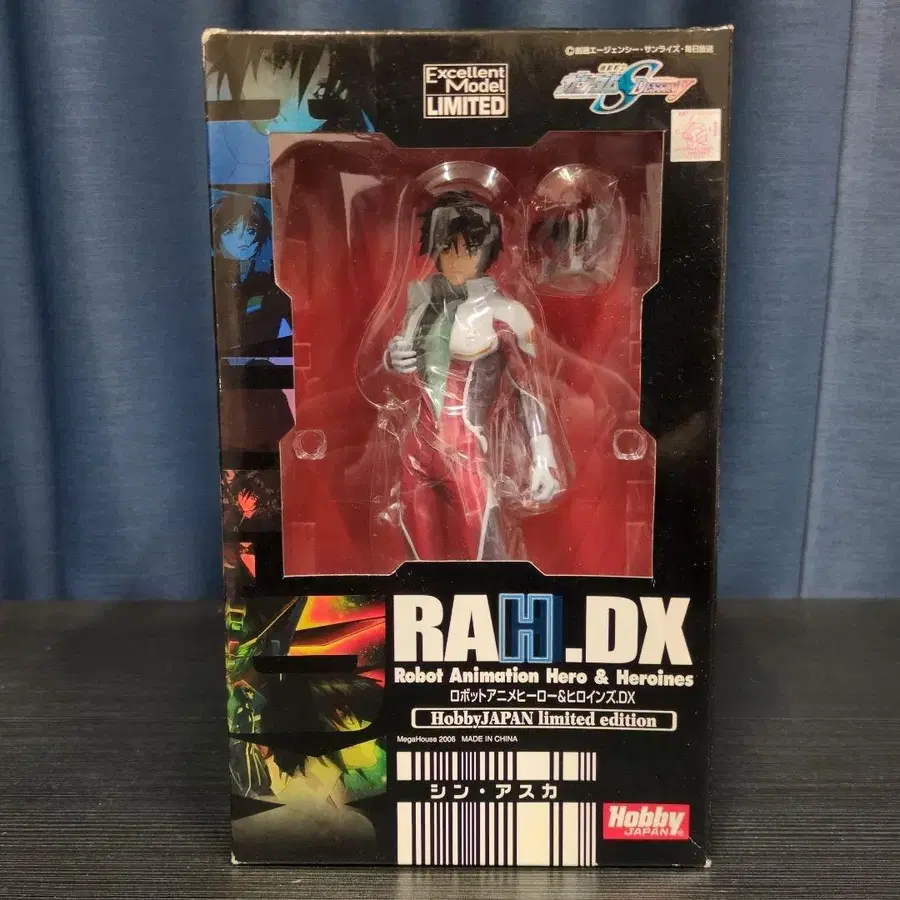 ©創通エージェンシー・サンライズ・毎日放送
Excellent
Model
LIMITED
DESTINY
RAH.DX
Robot Animation Hero & Heroines
ロボットアニメヒーロー&ヒロインズ.DX
HobbyJAPAN limited edition
MegaHouse 2006 MADE IN CHINA
シン・アスカ
Hobby
JAPAN®